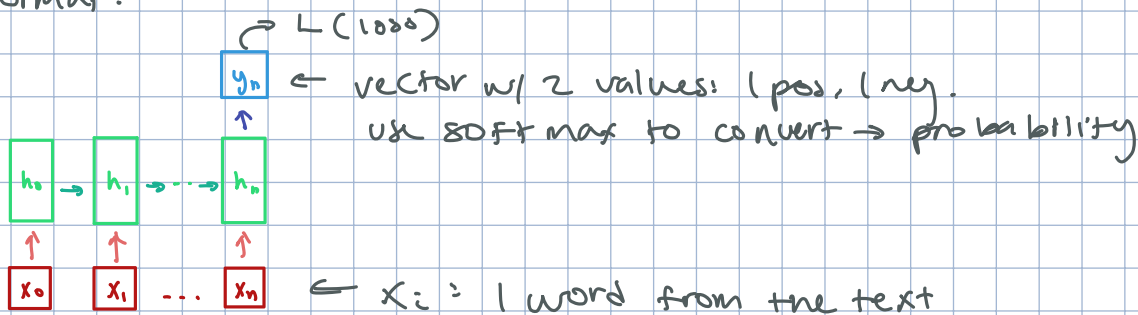 L (loss)
yn ← vector w/ 2 values: 1 pos, 1 neg.
use softmax to convert → probability
h0 → h1 → ... → hn
x0 x1 ... xn ← xi : 1 word from the text